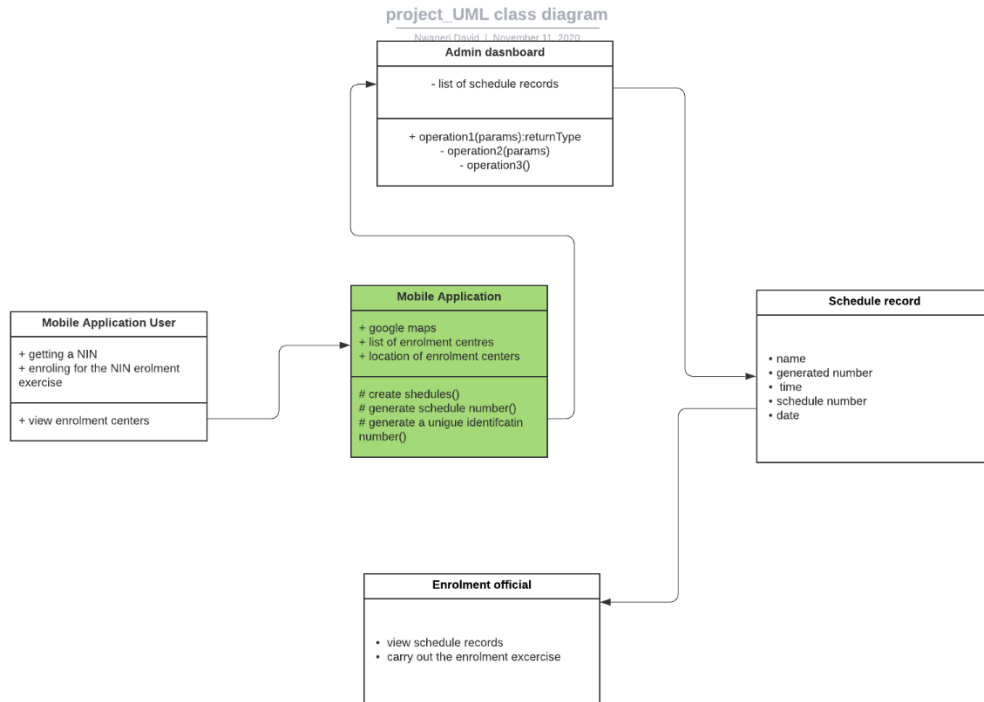 project_UML class diagram
Nwaneri David | November 11, 2020
Admin dasnboard
- list of schedule records
+ operation1(params):returnType
- operation2(params)
- operation3()
Mobile Application User
+ getting a NIN
+ enroling for the NIN erolment
exercise
+ view enrolment centers
Mobile Application
+ google maps
+ list of enrolment centres
+ location of enrolment centers
# create shedules()
# generate schedule number()
# generate a unigue identifcatin
number()
Schedule record
• name
• generated number
• time
• schedule number
• date
Enrolment official
• view schedule records
• carry out the enrolment excercise